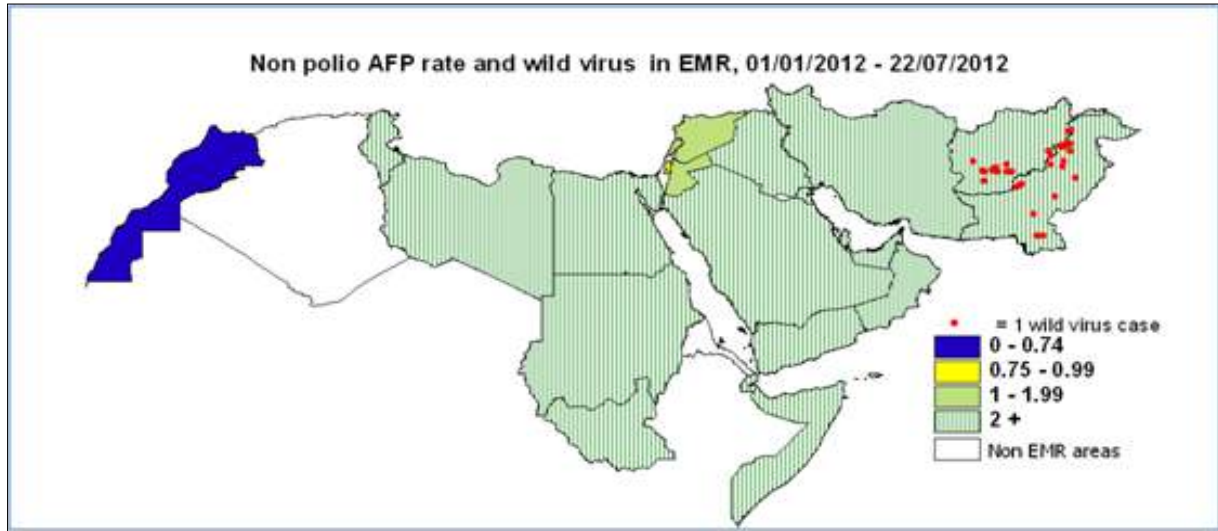 Non polio AFP rate and wild virus in EMR, 01/01/2012 - 22/07/2012
= 1 wild virus case
0 - 0.74
0.75 - 0.99
1 - 1.99
2 +
Non EMR areas